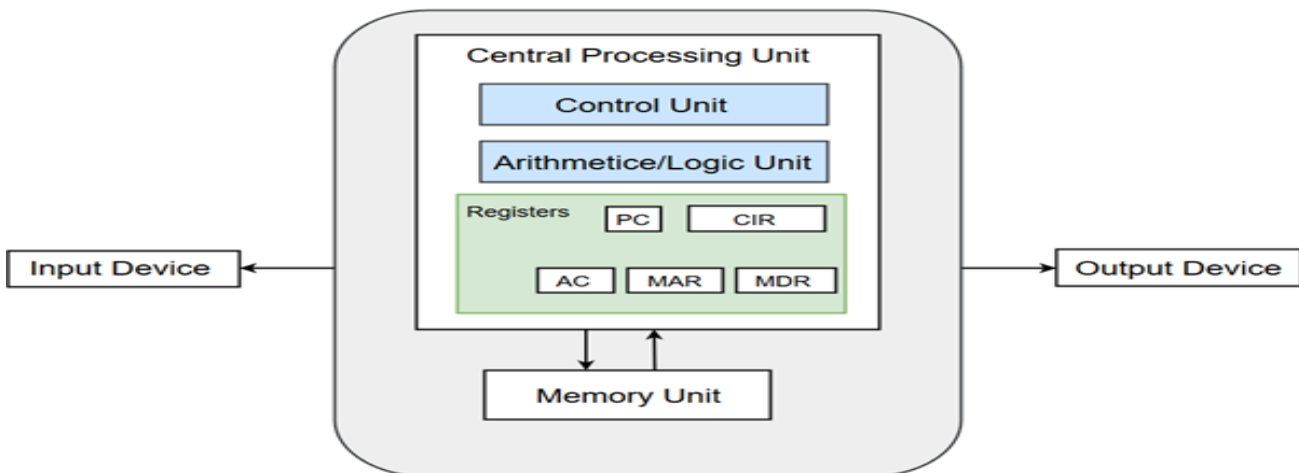 Central Processing Unit
Control Unit
Arithmetice/Logic Unit
Registers
PC
CIR
AC
MAR
MDR
Input Device
Output Device
Memory Unit